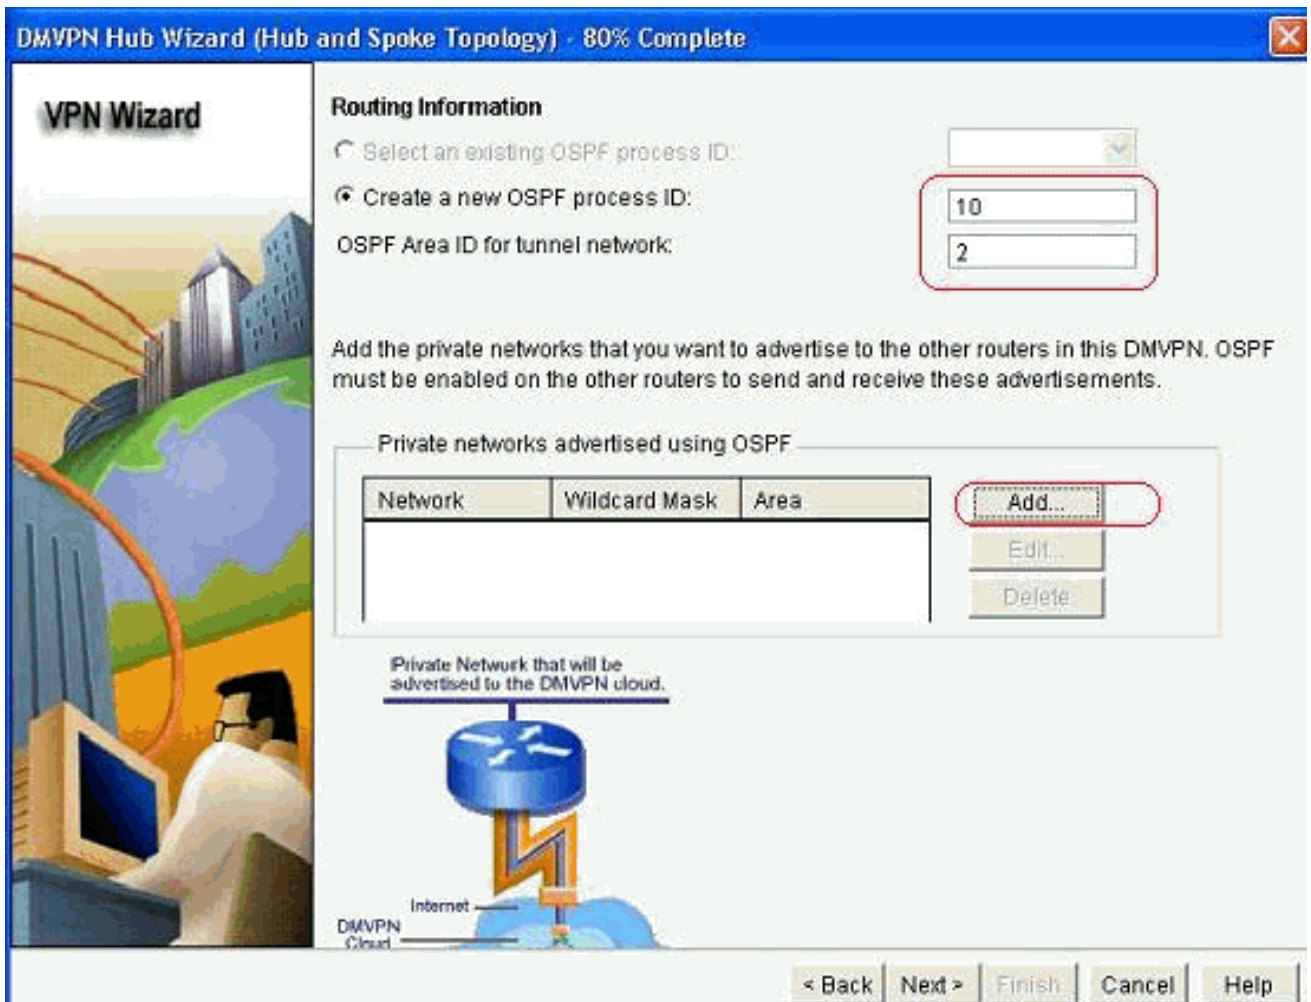 DMVPN Hub Wizard (Hub and Spoke Topology) - 80% Complete
VPN Wizard
Routing Information
Select an existing OSPF process ID:
Create a new OSPF process ID:
10
OSPF Area ID for tunnel network:
2
Add the private networks that you want to advertise to the other routers in this DMVPN. OSPF
must be enabled on the other routers to send and receive these advertisements.
Private networks advertised using OSPF
Network Wildcard Mask Area
Add...
Edit...
Delete
Private Network that will be
advertised to the DMVPN cloud.
Internet
DMVPN
Cloud
< Back Next > Finish Cancel Help